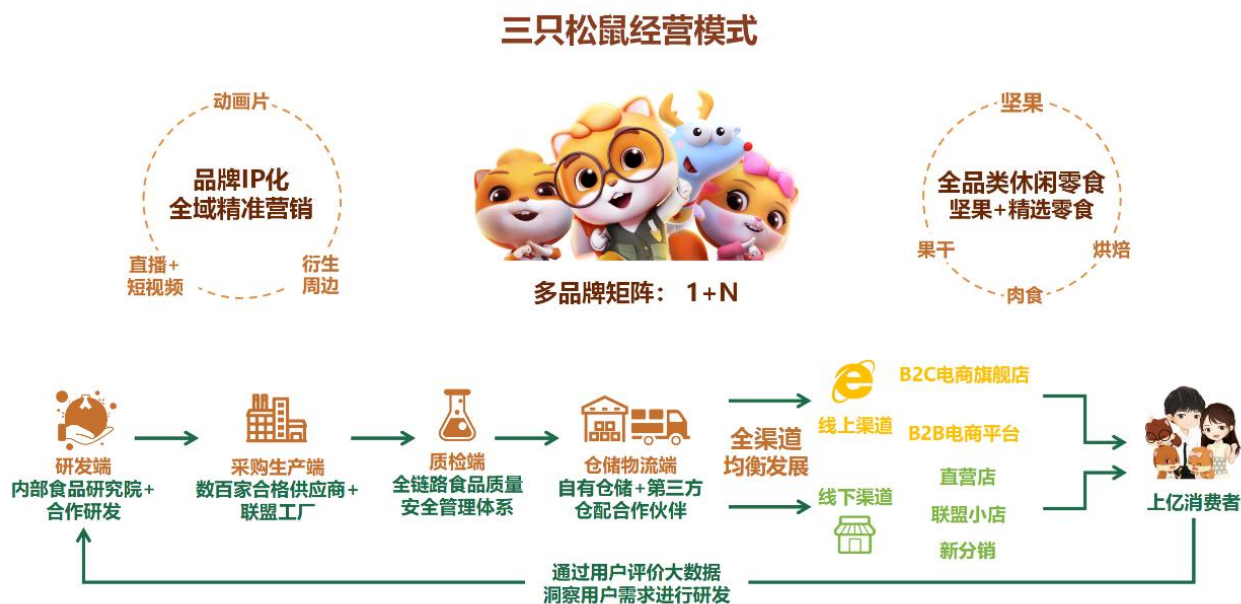 三只松鼠经营模式
动画片
品牌IP化
全域精准营销
直播+
短视频
衍生
周边
多品牌矩阵： 1+N
坚果
全品类休闲零食
坚果+精选零食
果干
烘焙
肉食
研发端
内部食品研究院+
合作研发
采购生产端
数百家合格供应商+
联盟工厂
质检端
全链路食品质量
安全管理体系
仓储物流端
自有仓储+第三方
仓配合作伙伴
全渠道
均衡发展
线上渠道
B2C电商旗舰店
B2B电商平台
线下渠道
直营店
联盟小店
新分销
上亿消费者
通过用户评价大数据
洞察用户需求进行研发